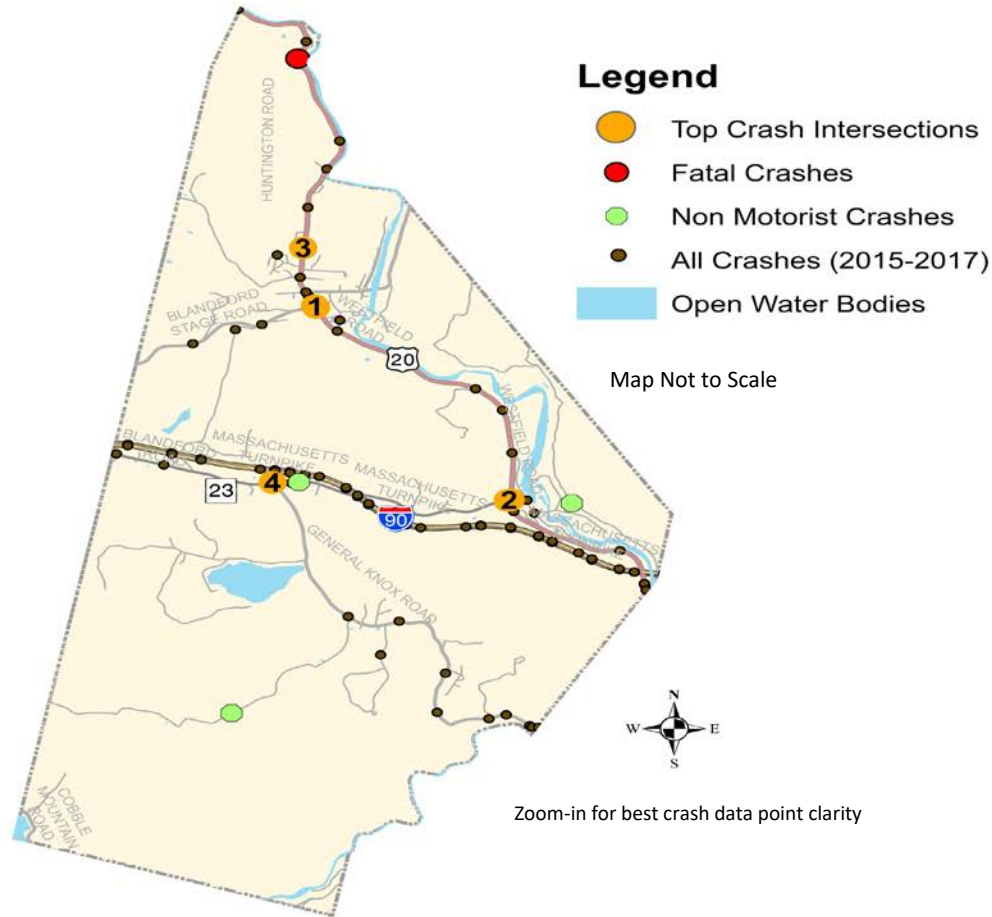 Legend
Top Crash Intersections
Fatal Crashes
Non Motorist Crashes
All Crashes (2015-2017)
Open Water Bodies
Map Not to Scale
HUNTINGTON ROAD
3
1
BLANDFORD
STAGE ROAD
WESTFIELD
ROAD
20
WESTFIELD ROAD
BLANDFORD
MASSACHUSETTS
TURNPIKE
MASSACHUSETTS
TURNPIKE
23
4
2
90
MASSACHUSETTS
GENERAL KNOX ROAD
N
W
E
S
COBBLE
MOUNTAIN
ROAD
Zoom-in for best crash data point clarity